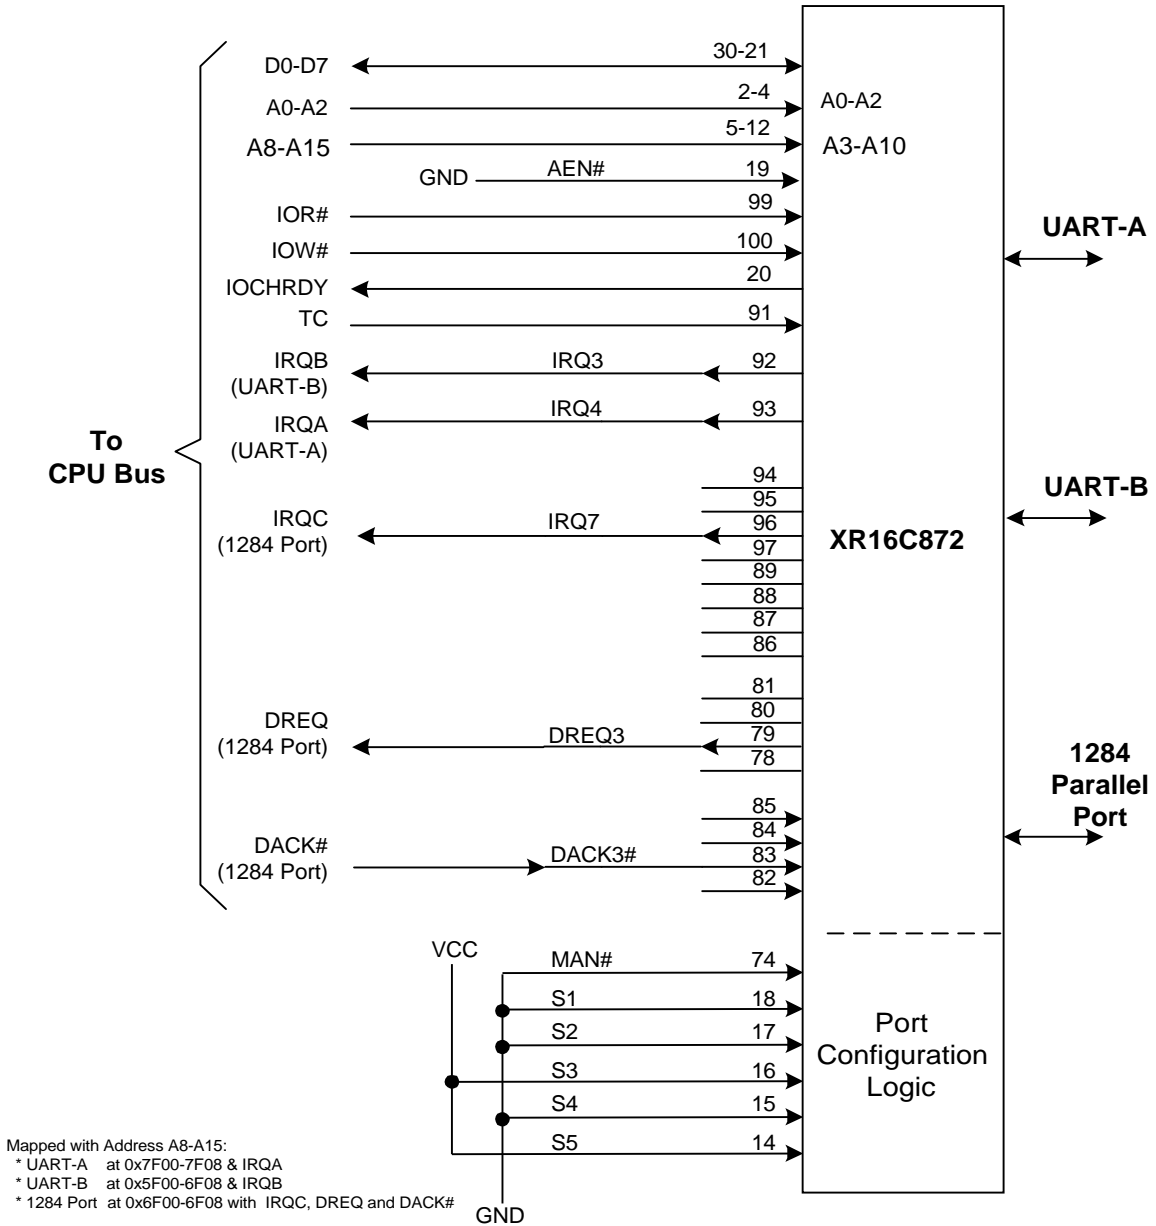 D0-D7 30-21
A0-A2 2-4 A0-A2
A8-A15 5-12 A3-A10
GND AEN# 19
IOR# 99
IOW# 100
IOCHRDY 20
TC 91
IRQB
(UART-B) IRQ3 92
IRQA
(UART-A) IRQ4 93
To
CPU Bus
94
95
IRQC
(1284 Port) IRQ7 96
97
89
88
87
86
81
80
DREQ
(1284 Port) DREQ3 79
78
85
84
DACK#
(1284 Port) DACK3# 83
82
XR16C872
UART-A
UART-B
1284
Parallel
Port
VCC
MAN# 74
S1 18
S2 17
S3 16
S4 15
S5 14
Port
Configuration
Logic
GND
Mapped with Address A8-A15:
* UART-A at 0x7F00-7F08 & IRQA
* UART-B at 0x5F00-6F08 & IRQB
* 1284 Port at 0x6F00-6F08 with IRQC, DREQ and DACK#